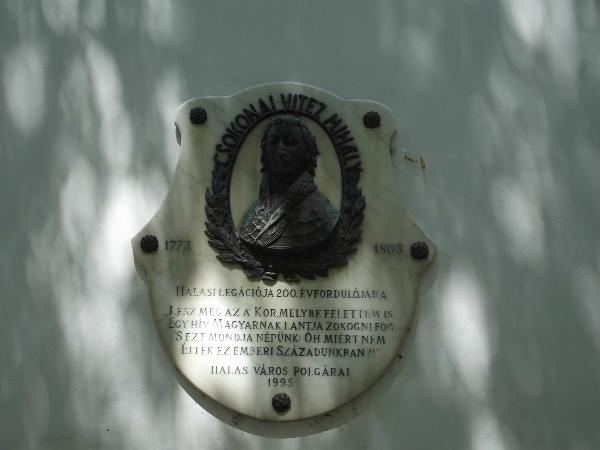 CSOKONAI VITÉZ MIHÁLY
1773 1805
HALASI LEGÁCIÓJA 200. ÉVFORDULÓJÁRA
LESZ MÉG AZ A' KOR, MELYBE FELETTEM IS
EGY HÍV MAGYARNAK LANTJA ZOKOGNI FOG
'S EZT MONDJA NÉPÜNK: ÓH MIÉRT NEM
ÉLTEK EZ EMBERI SZÁZADUNKBAN?!"
HALAS VÁROS POLGÁRAI
1995